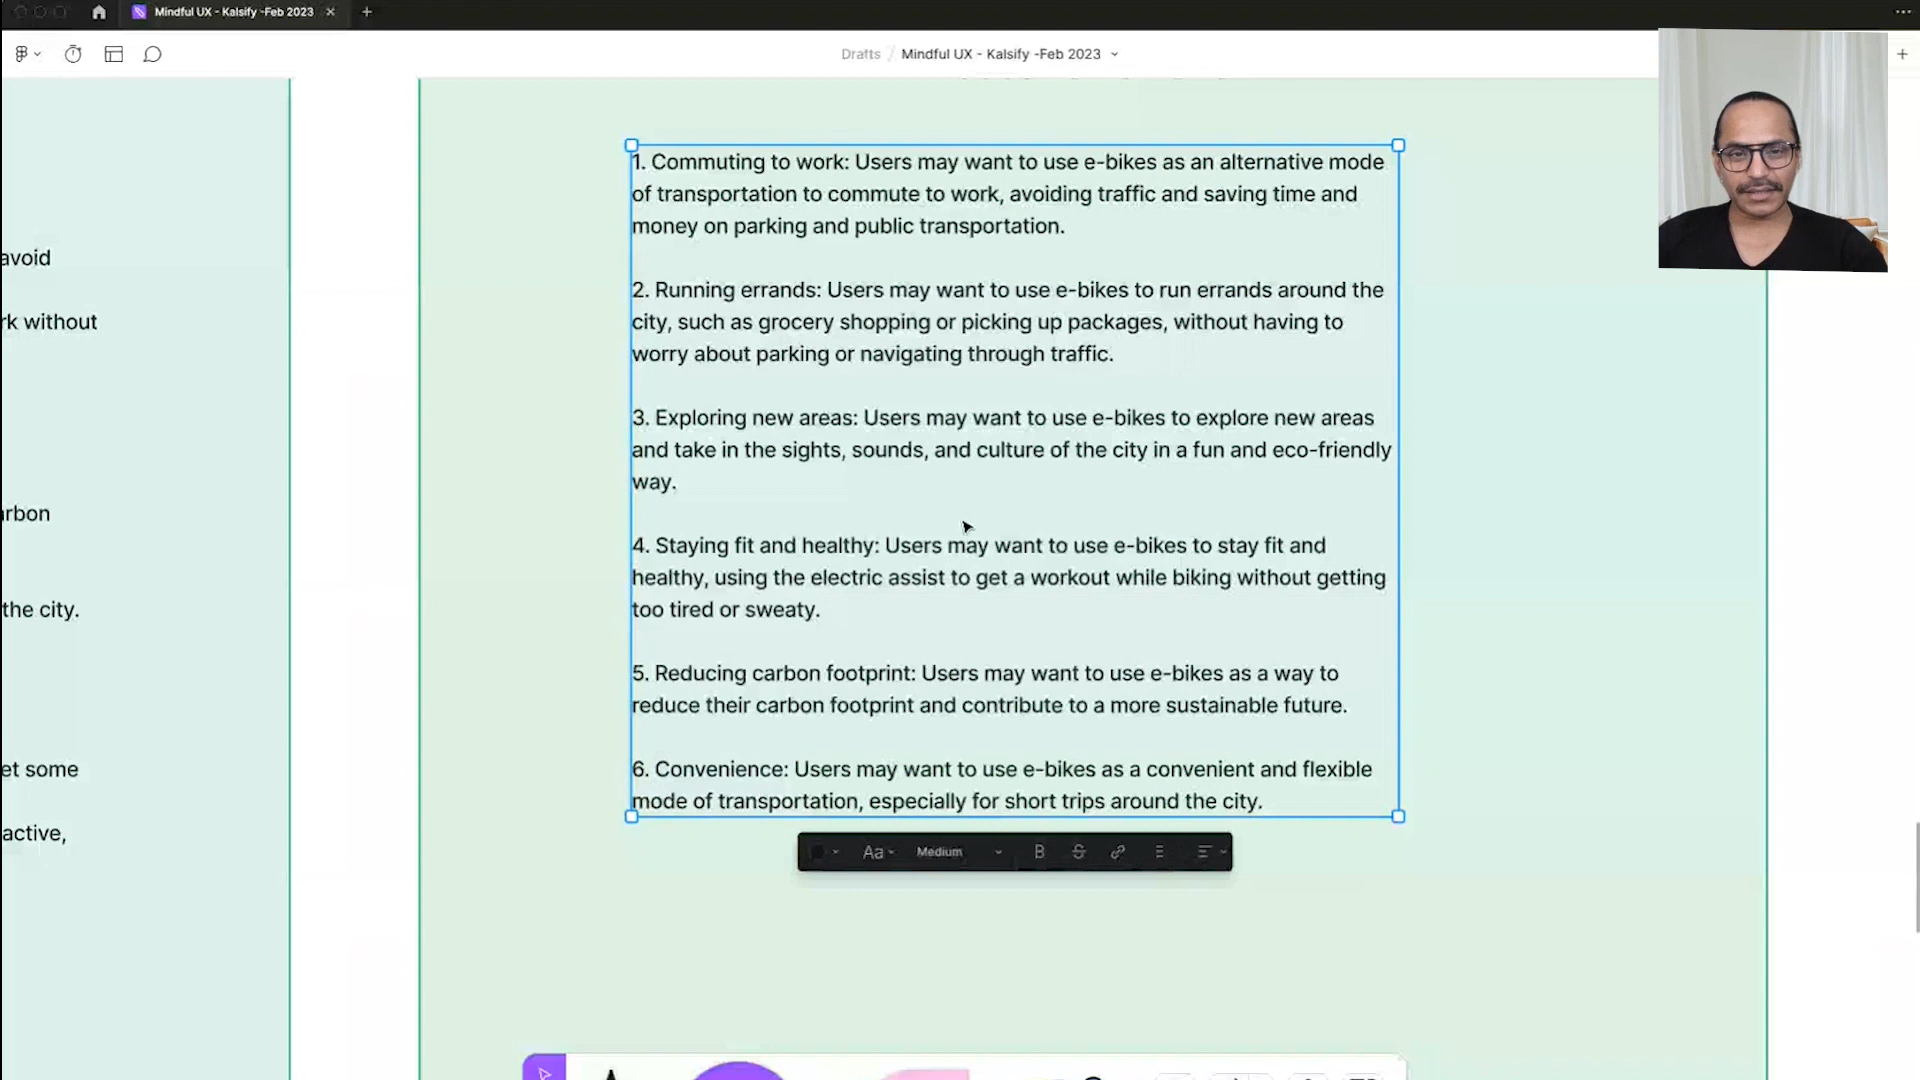 Mindful UX - Kalsify -Feb 2023
Drafts / Mindful UX - Kalsify -Feb 2023
avoid
without
the city.
some
active,
1. Commuting to work: Users may want to use e-bikes as an alternative mode
of transportation to commute to work, avoiding traffic and saving time and
money on parking and public transportation.
2. Running errands: Users may want to use e-bikes to run errands around the
city, such as grocery shopping or picking up packages, without having to
worry about parking or navigating through traffic.
3. Exploring new areas: Users may want to use e-bikes to explore new areas
and take in the sights, sounds, and culture of the city in a fun and eco-friendly
way.
4. Staying fit and healthy: Users may want to use e-bikes to stay fit and
healthy, using the electric assist to get a workout while biking without getting
too tired or sweaty.
5. Reducing carbon footprint: Users may want to use e-bikes as a way to
reduce their carbon footprint and contribute to a more sustainable future.
6. Convenience: Users may want to use e-bikes as a convenient and flexible
mode of transportation, especially for short trips around the city.
Aa Medium B S